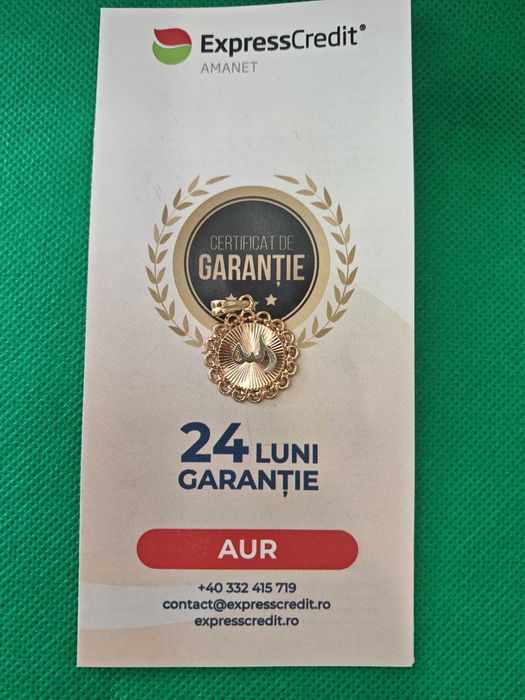 ExpressCredit®
AMANET
CERTIFICAT DE
GARANȚIE
24 LUNI
GARANȚIE
AUR
+40 332 415 719
contact@expresscredit.ro
expresscredit.ro